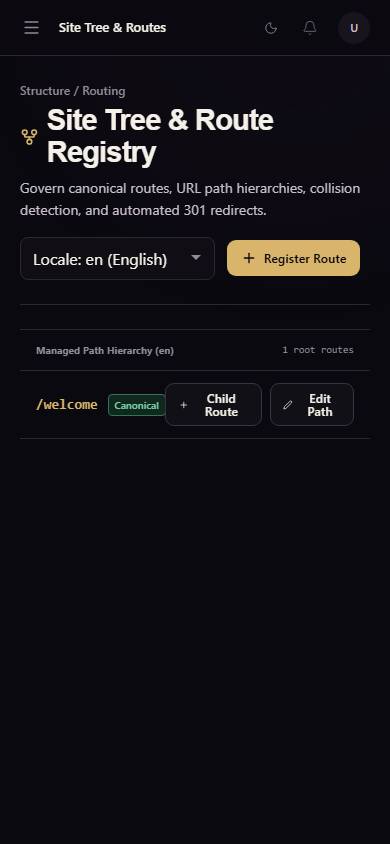 Site Tree & Routes
U
Structure / Routing
Site Tree & Route
Registry
Govern canonical routes, URL path hierarchies, collision
detection, and automated 301 redirects.
Locale: en (English)
Register Route
Managed Path Hierarchy (en)
1 root routes
/welcome
Canonical
Child
Route
Edit
Path